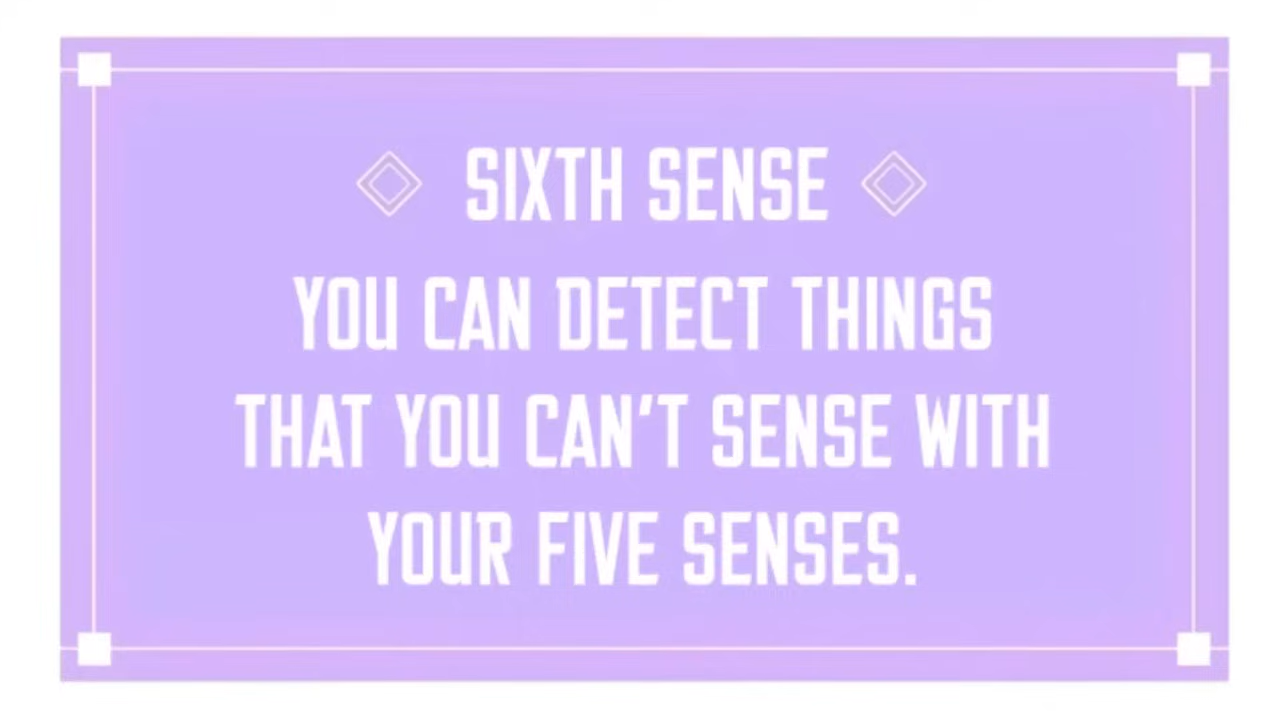 SIXTH SENSE
YOU CAN DETECT THINGS
THAT YOU CAN'T SENSE WITH
YOUR FIVE SENSES.